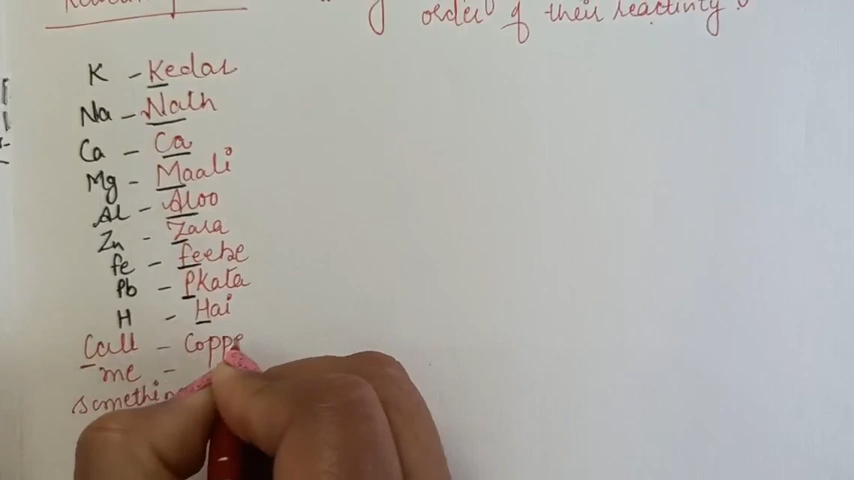 order of their reactivity :
K - Kedar
Na - Nath
Ca - Ca
Mg - Maali
Al - Aloo
Zn - Zara
fe - feeke
Pb - Pkata
H - Hai
Call - Coppe
me -
somethin